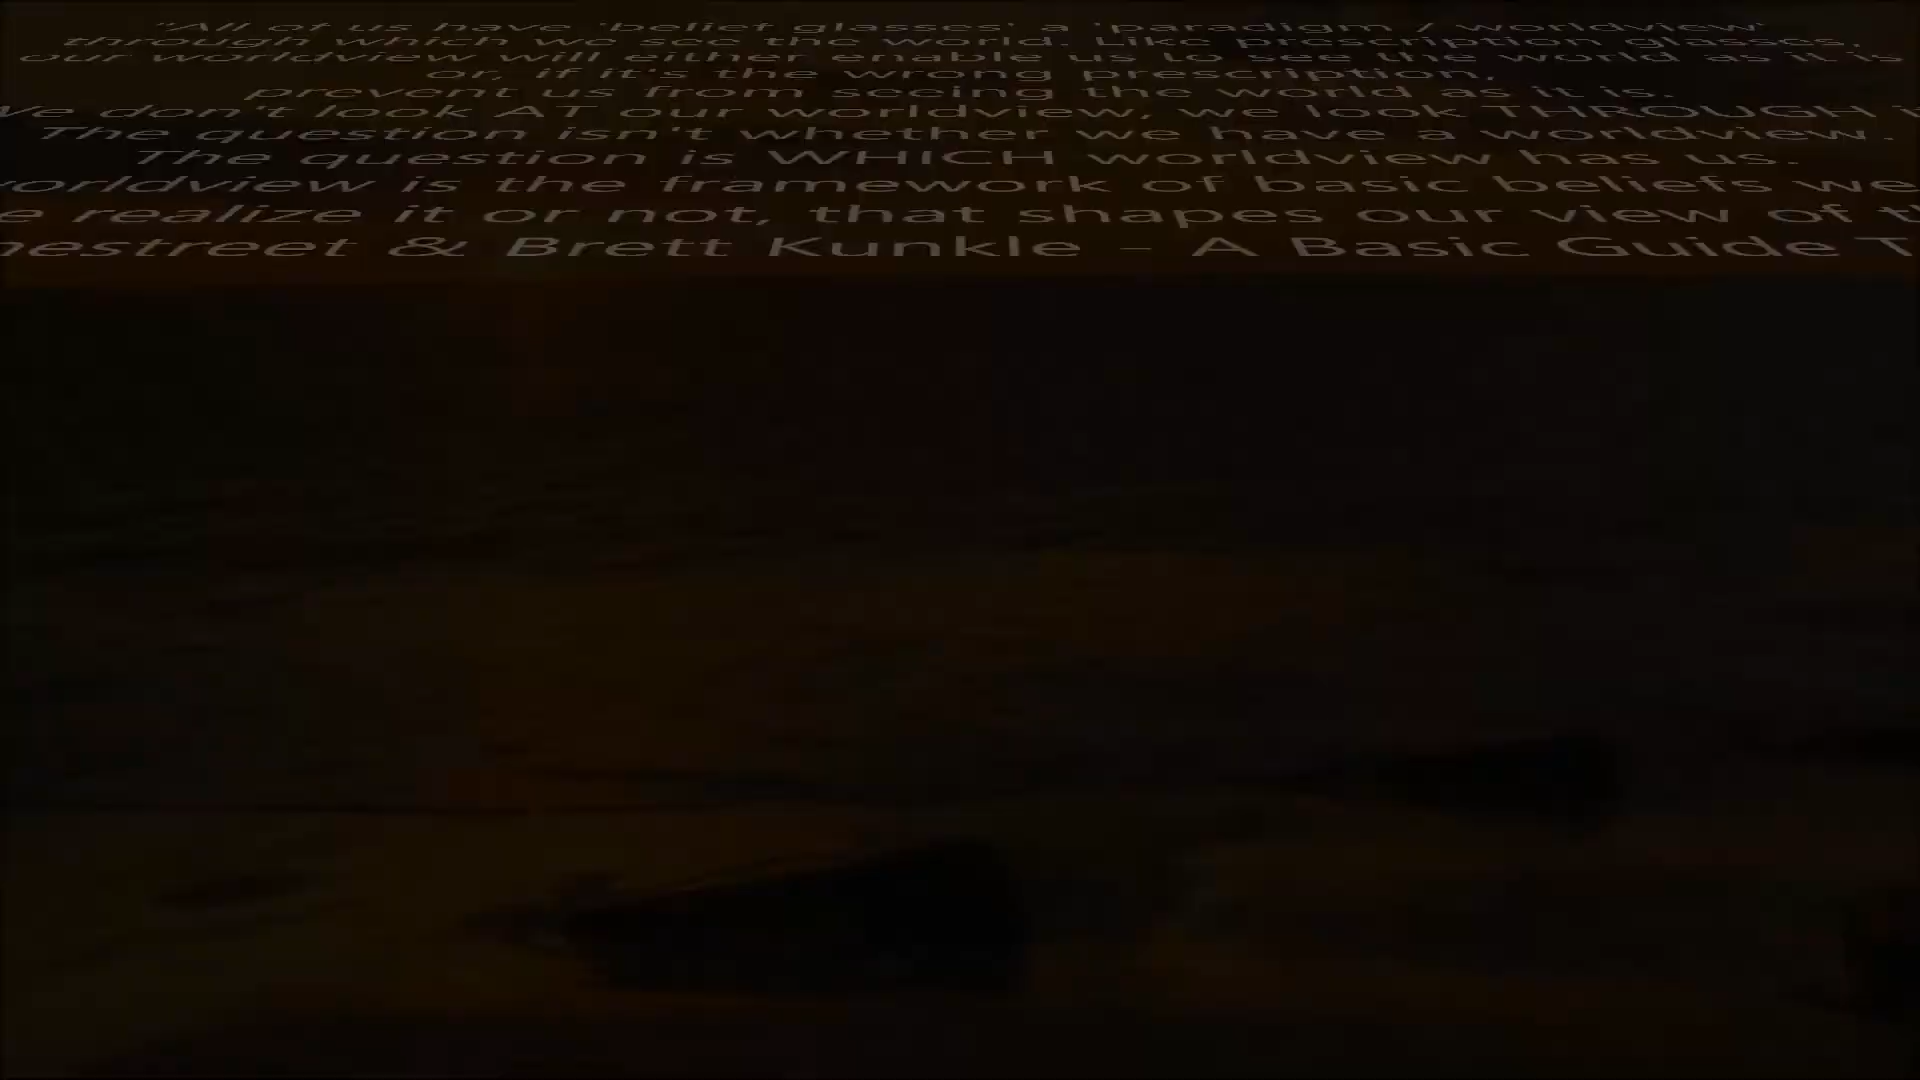 "All of us have 'belief glasses' a 'paradigm / worldview'
through which we see the world. Like prescription glasses,
our worldview will either enable us to see the world as it is
or, if it's the wrong prescription,
prevent us from seeing the world as it is.
We don't look AT our worldview, we look THROUGH
The question isn't whether we have a worldview.
The question is WHICH worldview has us.
orldview is the framework of basic beliefs we
e realize it or not, that shapes our view of
nestreet & Brett Kunkle – A Basic Guide T